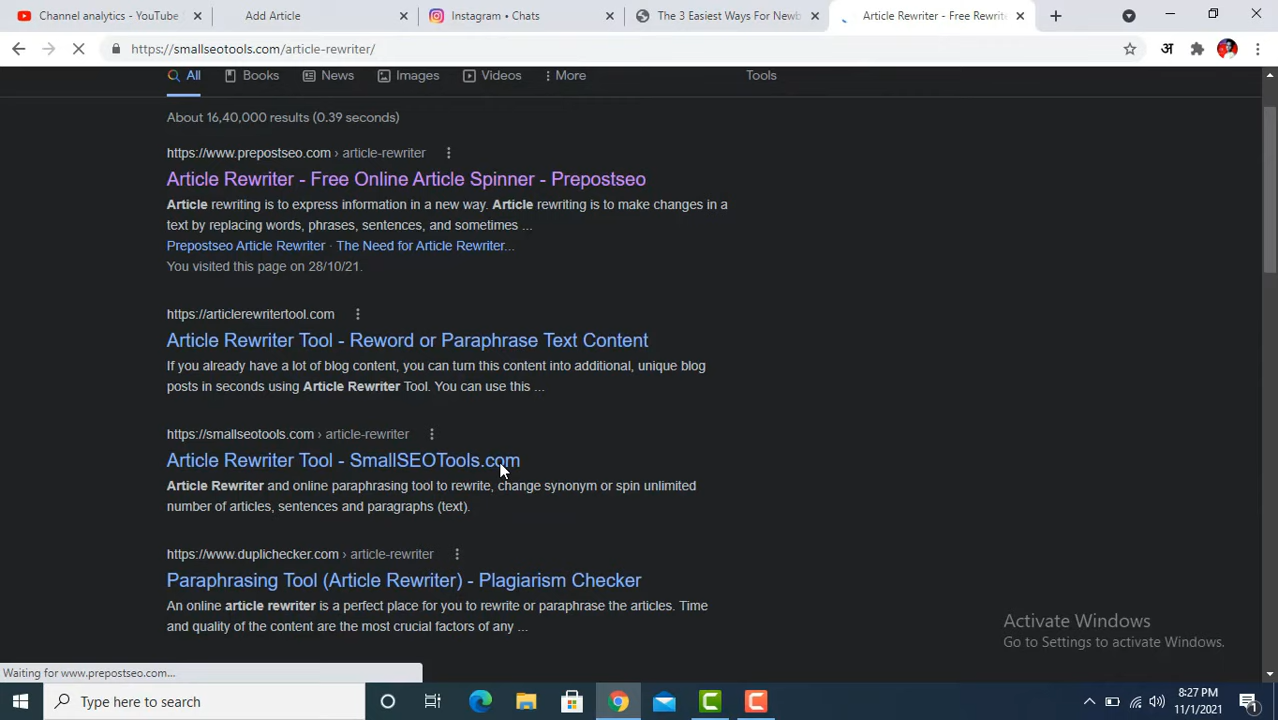 Channel analytics - YouTube
Add Article
Instagram • Chats
The 3 Easiest Ways For Newb
Article Rewriter - Free Rewrit
https://smallseotools.com/article-rewriter/
अ
All
Books
News
Images
Videos
More
Tools
About 16,40,000 results (0.39 seconds)
https://www.prepostseo.com › article-rewriter
Article Rewriter - Free Online Article Spinner - Prepostseo
Article rewriting is to express information in a new way. Article rewriting is to make changes in a
text by replacing words, phrases, sentences, and sometimes ...
Prepostseo Article Rewriter · The Need for Article Rewriter...
You visited this page on 28/10/21.
https://articlerewritertool.com
Article Rewriter Tool - Reword or Paraphrase Text Content
If you already have a lot of blog content, you can turn this content into additional, unique blog
posts in seconds using Article Rewriter Tool. You can use this ...
https://smallseotools.com › article-rewriter
Article Rewriter Tool - SmallSEOTools.com
Article Rewriter and online paraphrasing tool to rewrite, change synonym or spin unlimited
number of articles, sentences and paragraphs (text).
https://www.duplichecker.com › article-rewriter
Paraphrasing Tool (Article Rewriter) - Plagiarism Checker
An online article rewriter is a perfect place for you to rewrite or paraphrase the articles. Time
and quality of the content are the most crucial factors of any ...
Activate Windows
Go to Settings to activate Windows.
Waiting for www.prepostseo.com...
Type here to search
8:27 PM
11/1/2021
1